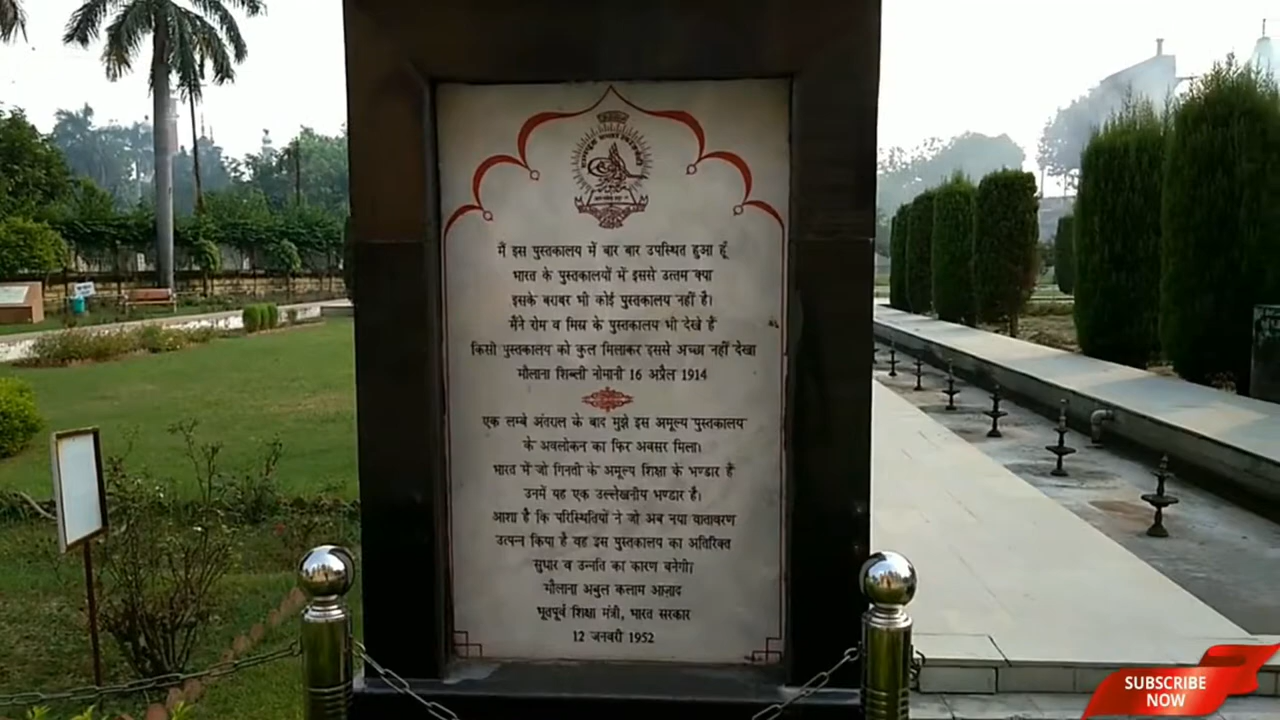 मैं इस पुस्तकालय में बार बार उपस्थित हुआ हूँ
भारत के पुस्तकालयों में इससे उत्तम क्या
इसके बराबर भी कोई पुस्तकालय नहीं है।
मैंने रोम व मिस्र के पुस्तकालय भी देखे हैं
किसी पुस्तकालय को कुल मिलाकर इससे अच्छा नहीं देखा
मौलाना शिब्ली नोमानी 16 अप्रैल 1914
एक लम्बे अंतराल के बाद मुझे इस अमूल्य पुस्तकालय
के अवलोकन का फिर अवसर मिला।
भारत में जो गिनती के अमूल्य शिक्षा के भण्डार हैं
उनमें यह एक उल्लेखनीय भण्डार है।
आशा है कि परिस्थितियों ने जो अब नया वातावरण
उत्पन्न किया है वह इस पुस्तकालय का अतिरिक्त
सुधार व उन्नति का कारण बनेगी।
मौलाना अबुल कलाम आज़ाद
भूतपूर्व शिक्षा मंत्री, भारत सरकार
12 जनवरी 1952
SUBSCRIBE
NOW